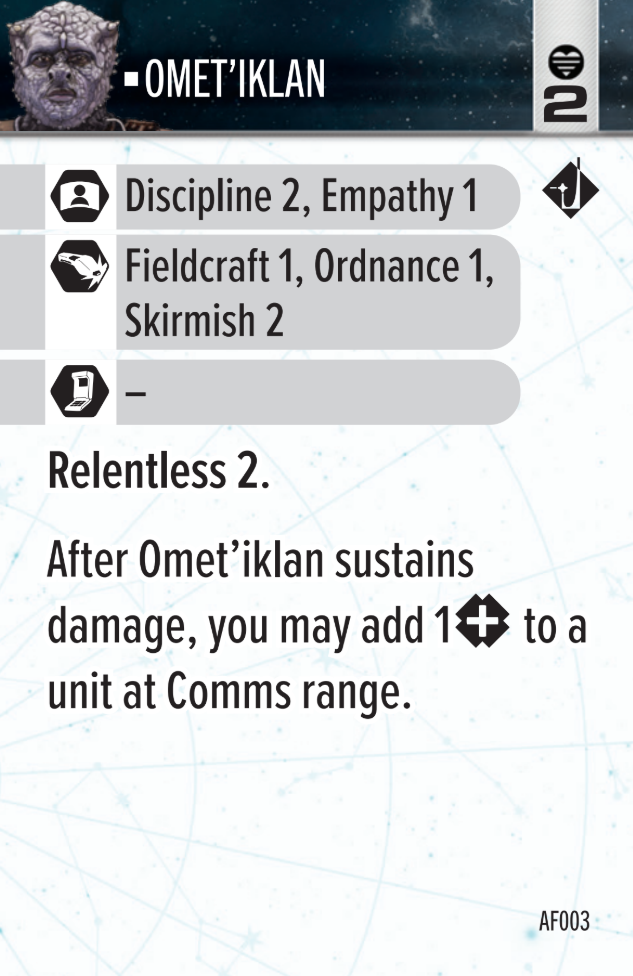 ▪OMET'IKLAN
2
Discipline 2, Empathy 1
Fieldcraft 1, Ordnance 1,
Skirmish 2
–
Relentless 2.
After Omet'iklan sustains
damage, you may add 1 to a
unit at Comms range.
AF003